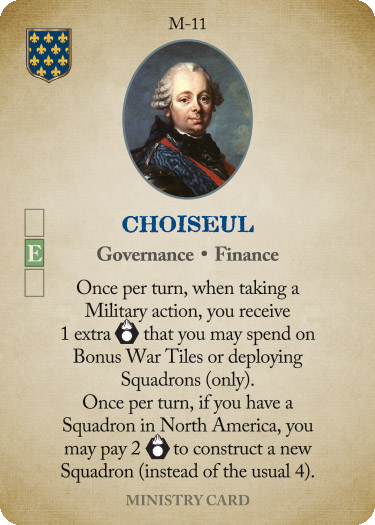 M-11
CHOISEUL
E
Governance • Finance
Once per turn, when taking a
Military action, you receive
1 extra that you may spend on
Bonus War Tiles or deploying
Squadrons (only).
Once per turn, if you have a
Squadron in North America, you
may pay 2 to construct a new
Squadron (instead of the usual 4).
MINISTRY CARD